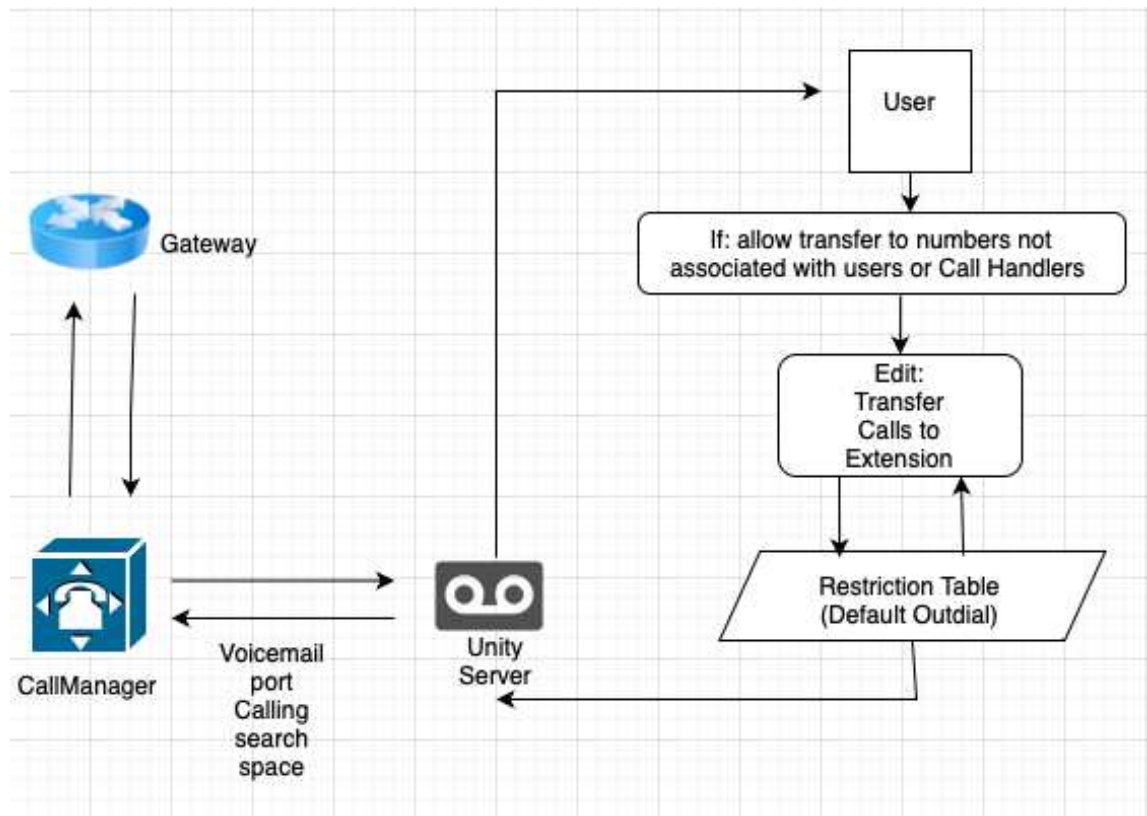 User
If: allow transfer to numbers not
associated with users or Call Handlers
Gateway
Edit:
Transfer
Calls to
Extension
Restriction Table
(Default Outdial)
Unity
Server
Voicemail
port
Calling
search
space
CallManager